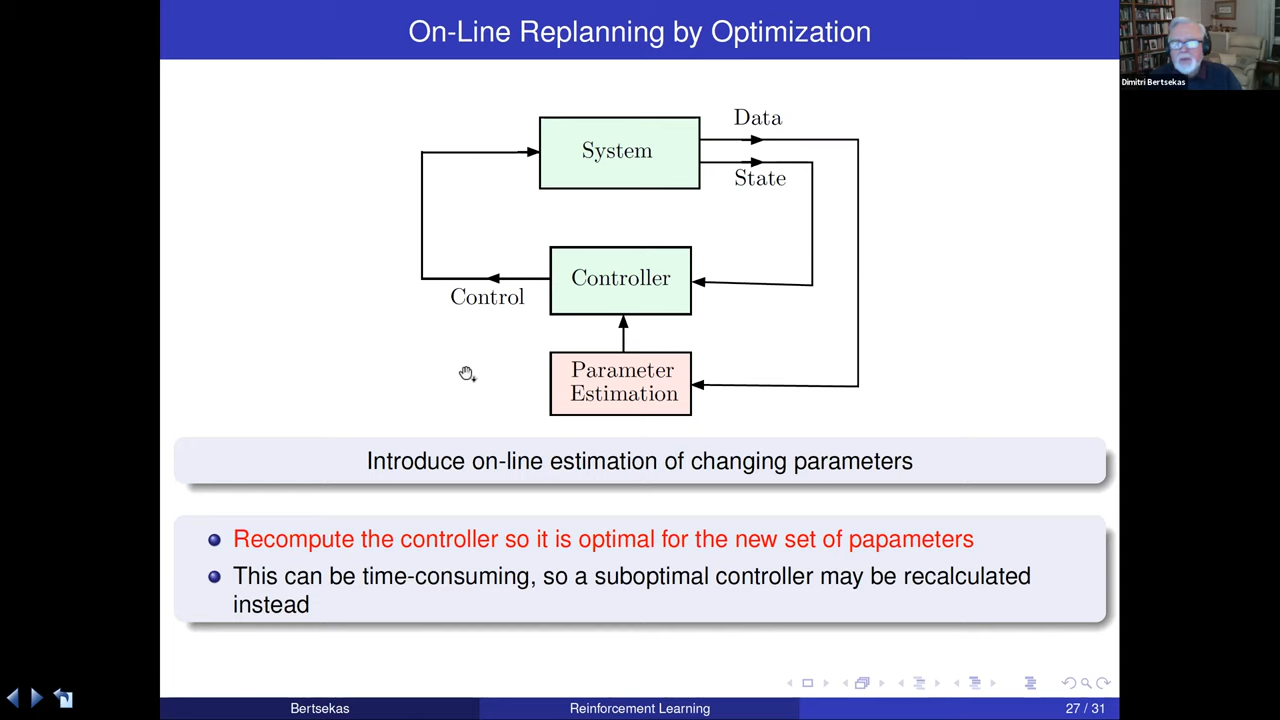 On-Line Replanning by Optimization
Dimitri Bertsekas
Data
System
State
Controller
Control
Parameter
Estimation
Introduce on-line estimation of changing parameters
Recompute the controller so it is optimal for the new set of papameters
This can be time-consuming, so a suboptimal controller may be recalculated
instead
Bertsekas
Reinforcement Learning
27 / 31